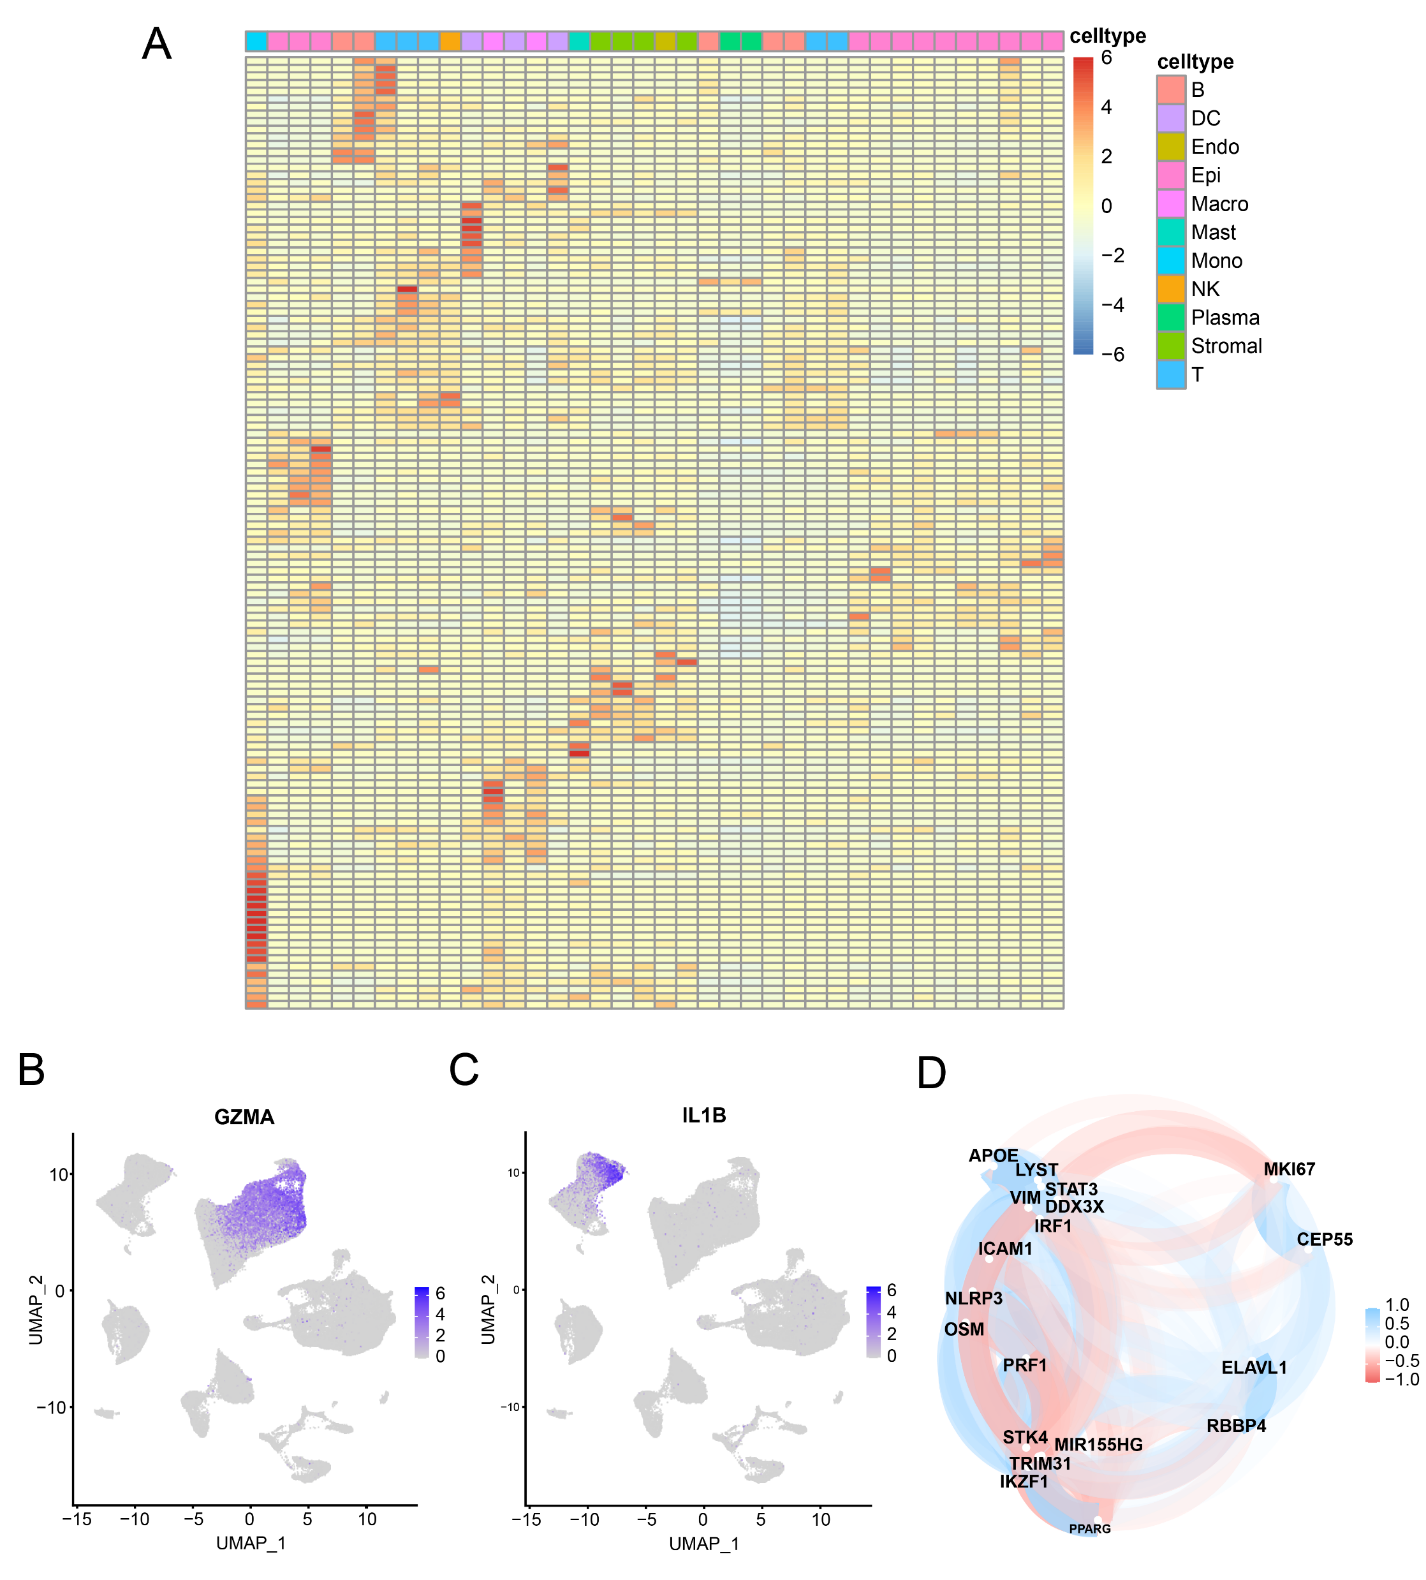 A
celltype
6
4
2
0
−2
−4
−6
celltype
B
DC
Endo
Epi
Macro
Mast
Mono
NK
Plasma
Stromal
T
B
GZMA
10
0
−10
UMAP_2
−15
−10
−5
0
5
10
UMAP_1
6
4
2
0
C
IL1B
10
0
−10
UMAP_2
−15
−10
−5
0
5
10
UMAP_1
6
4
2
0
D
APOE
LYST
STAT3
VIM
DDX3X
IRF1
ICAM1
NLRP3
OSM
PRF1
STK4
MIR155HG
TRIM31
IKZF1
PPARG
MKI67
CEP55
ELAVL1
RBBP4
1.0
0.5
0.0
−0.5
−1.0